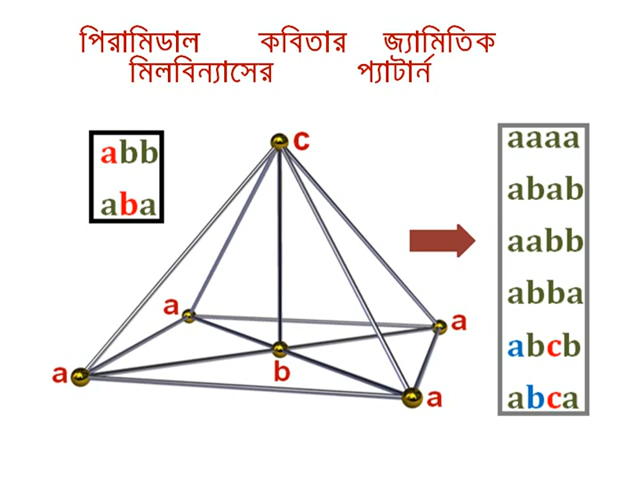 পিরামিডাল কবিতার জ্যামিতিক
মিলবিন্যাসের প্যাটার্ন
abb
aba
c
a
a
a
b
a
aaaa
abab
aabb
abba
abcb
abca